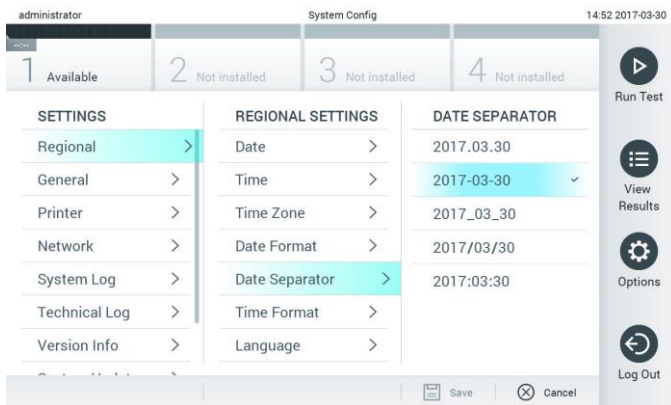 administrator System Config 14:52 2017-03-30
--:--
1 Available 2 Not installed 3 Not installed 4 Not installed
Run Test
SETTINGS REGIONAL SETTINGS DATE SEPARATOR
Regional Date 2017.03.30
General Time 2017-03-30
View
Results
Printer Time Zone 2017_03_30
Network Date Format 2017/03/30
System Log Date Separator 2017:03:30
Options
Technical Log Time Format
Version Info Language
Log Out
Save Cancel